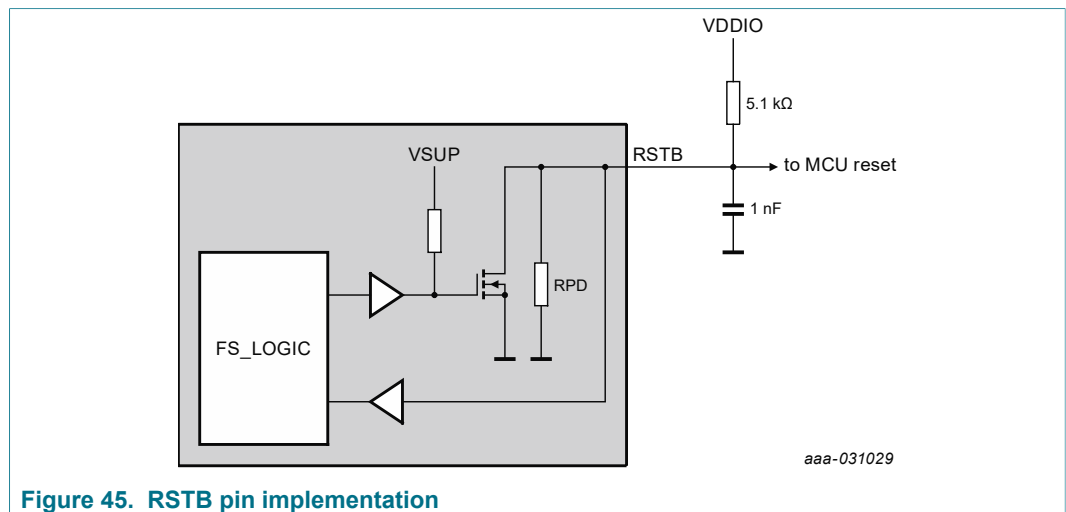 VDDIO
5.1 kΩ
VSUP
RSTB
to MCU reset
1 nF
RPD
FS_LOGIC
aaa-031029
Figure 45. RSTB pin implementation